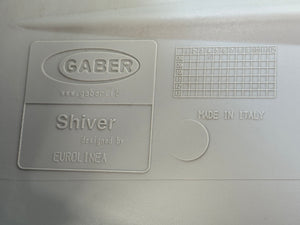 GABER
www.gaber.it
Shiver
designed by
EUROLINEA
MADE IN ITALY